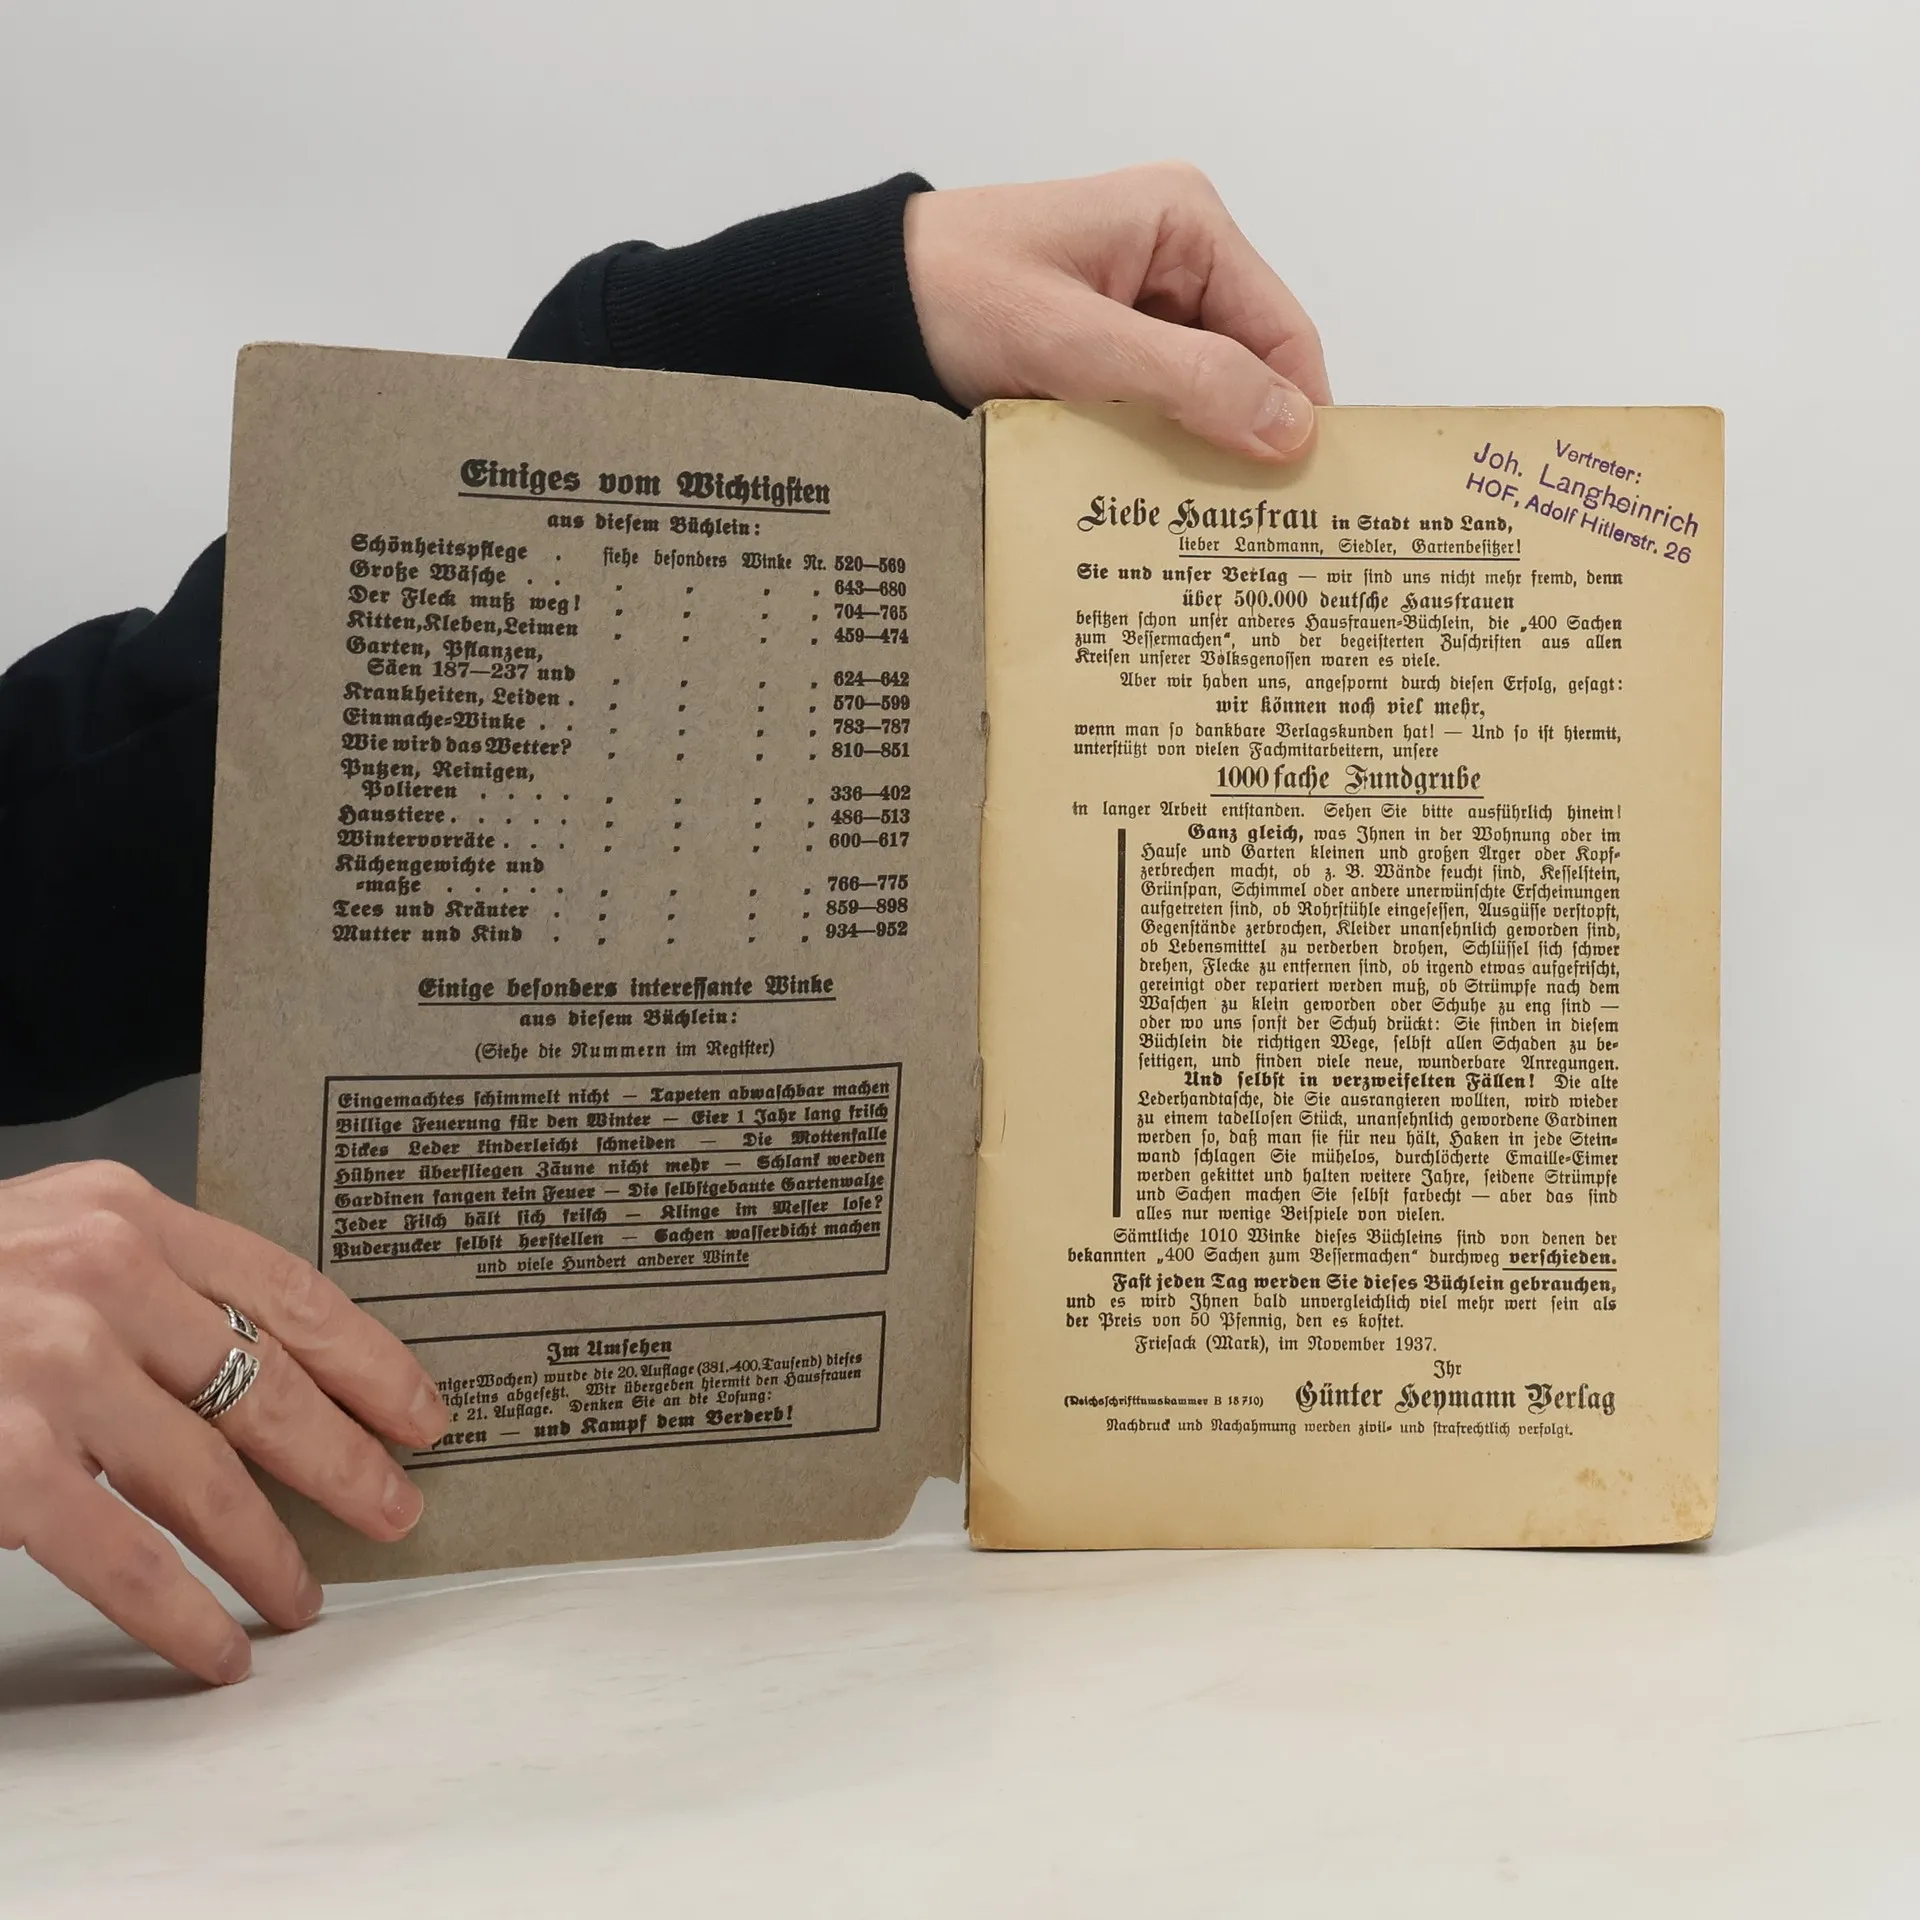 Einiges vom Wichtigsten
aus diesem Büchlein:
Schönheitspflege . siehe besonders Winke Nr. 520—569
Große Wäsche . . „ „ „ „ 643—680
Der Fleck muß weg! „ „ „ „ 704—765
Kitten, Kleben, Leimen „ „ „ „ 459—474
Garten, Pflanzen,
Säen 187—237 und „ „ „ „ 624—642
Krankheiten, Leiden . „ „ „ „ 570—599
Einmache-Winke . . „ „ „ „ 783—787
Wie wird das Wetter? „ „ „ „ 810—851
Putzen, Reinigen,
Polieren . . . . „ „ „ „ 336—402
Haustiere . . . . . „ „ „ „ 486—513
Wintervorräte . . . „ „ „ „ 600—617
Küchengewichte und
-maße . . . . . „ „ „ „ 766—775
Tees und Kräuter . „ „ „ „ 859—898
Mutter und Kind . „ „ „ „ 934—952
Einige besonders interessante Winke
aus diesem Büchlein:
(Siehe die Nummern im Register)
Eingemachtes schimmelt nicht — Tapeten abwaschbar machen
Billige Feuerung für den Winter — Eier 1 Jahr lang frisch
Dickes Leder kinderleicht schneiden — Die Mottenfalle
Hühner überfliegen Zäune nicht mehr — Schlank werden
Gardinen fangen kein Feuer — Die selbstgebaute Gartenwalze
Jeder Fisch hält sich frisch — Klinge im Messer lose?
Puderzucker selbst herstellen — Sachen wasserdicht machen
und viele Hundert anderer Winke
Im Umsehen
niger Wochen) wurde die 20. Auflage (381.-400. Tausend) dieses
chleins abgesetzt. Wir übergeben hiermit den Hausfrauen
e 21. Auflage. Denken Sie an die Losung:
paren — und Kampf dem Verderb!
Vertreter:
Joh. Langheinrich
HOF, Adolf Hitlerstr. 26
Liebe Hausfrau in Stadt und Land,
lieber Landmann, Siedler, Gartenbesitzer!
Sie und unser Verlag — wir sind uns nicht mehr fremd, denn
über 500.000 deutsche Hausfrauen
besitzen schon unser anderes Hausfrauen-Büchlein, die „400 Sachen
zum Bessermachen“, und der begeisterten Zuschriften aus allen
Kreisen unserer Volksgenossen waren es viele.
Aber wir haben uns, angespornt durch diesen Erfolg, gesagt:
wir können noch viel mehr,
wenn man so dankbare Verlagskunden hat! — Und so ist hiermit,
unterstützt von vielen Fachmitarbeitern, unsere
1000 fache Fundgrube
in langer Arbeit entstanden. Sehen Sie bitte ausführlich hinein!
Ganz gleich, was Ihnen in der Wohnung oder im
Hause und Garten kleinen und großen Ärger oder Kopf-
zerbrechen macht, ob z. B. Wände feucht sind, Kesselstein,
Grünspan, Schimmel oder andere unerwünschte Erscheinungen
aufgetreten sind, ob Rohrstühle eingesessen, Ausgüsse verstopft,
Gegenstände zerbrochen, Kleider unansehnlich geworden sind,
ob Lebensmittel zu verderben drohen, Schlüssel sich schwer
drehen, Flecke zu entfernen sind, ob irgend etwas aufgefrischt,
gereinigt oder repariert werden muß, ob Strümpfe nach dem
Waschen zu klein geworden oder Schuhe zu eng sind —
oder wo uns sonst der Schuh drückt: Sie finden in diesem
Büchlein die richtigen Wege, selbst allen Schaden zu be-
seitigen, und finden viele neue, wunderbare Anregungen.
Und selbst in verzweifelten Fällen! Die alte
Lederhandtasche, die Sie ausrangieren wollten, wird wieder
zu einem tadellosen Stück, unansehnlich gewordene Gardinen
werden so, daß man sie für neu hält, Haken in jede Stein-
wand schlagen Sie mühelos, durchlöcherte Emaille-Eimer
werden gekittet und halten weitere Jahre, seidene Strümpfe
und Sachen machen Sie selbst farbecht — aber das sind
alles nur wenige Beispiele von vielen.
Sämtliche 1010 Winke dieses Büchleins sind von denen der
bekannten „400 Sachen zum Bessermachen“ durchweg verschieden.
Fast jeden Tag werden Sie dieses Büchlein gebrauchen,
und es wird Ihnen bald unvergleichlich viel mehr wert sein als
der Preis von 50 Pfennig, den es kostet.
Friesack (Mark), im November 1937.
Ihr
(Reichsschrifttumskammer B 18710) Günter Heymann Verlag
Nachdruck und Nachahmung werden zivil- und strafrechtlich verfolgt.